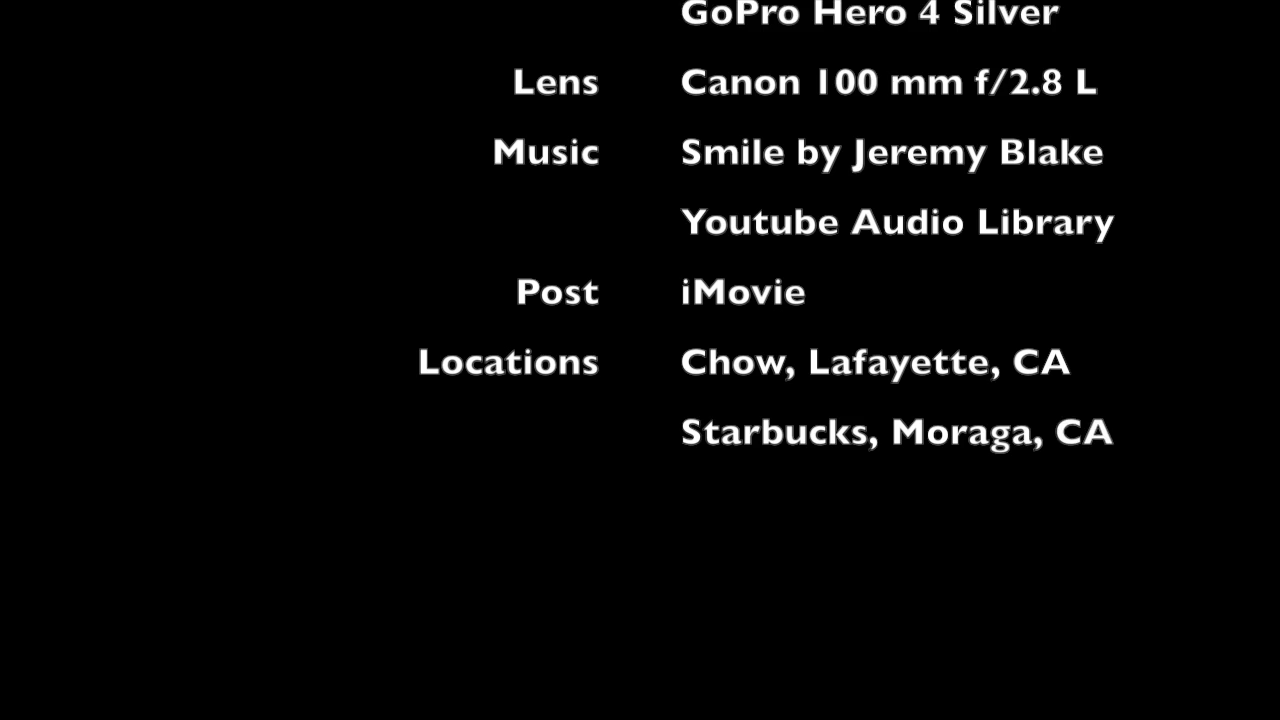 GoPro Hero 4 Silver
Lens Canon 100 mm f/2.8 L
Music Smile by Jeremy Blake
Youtube Audio Library
Post iMovie
Locations Chow, Lafayette, CA
Starbucks, Moraga, CA